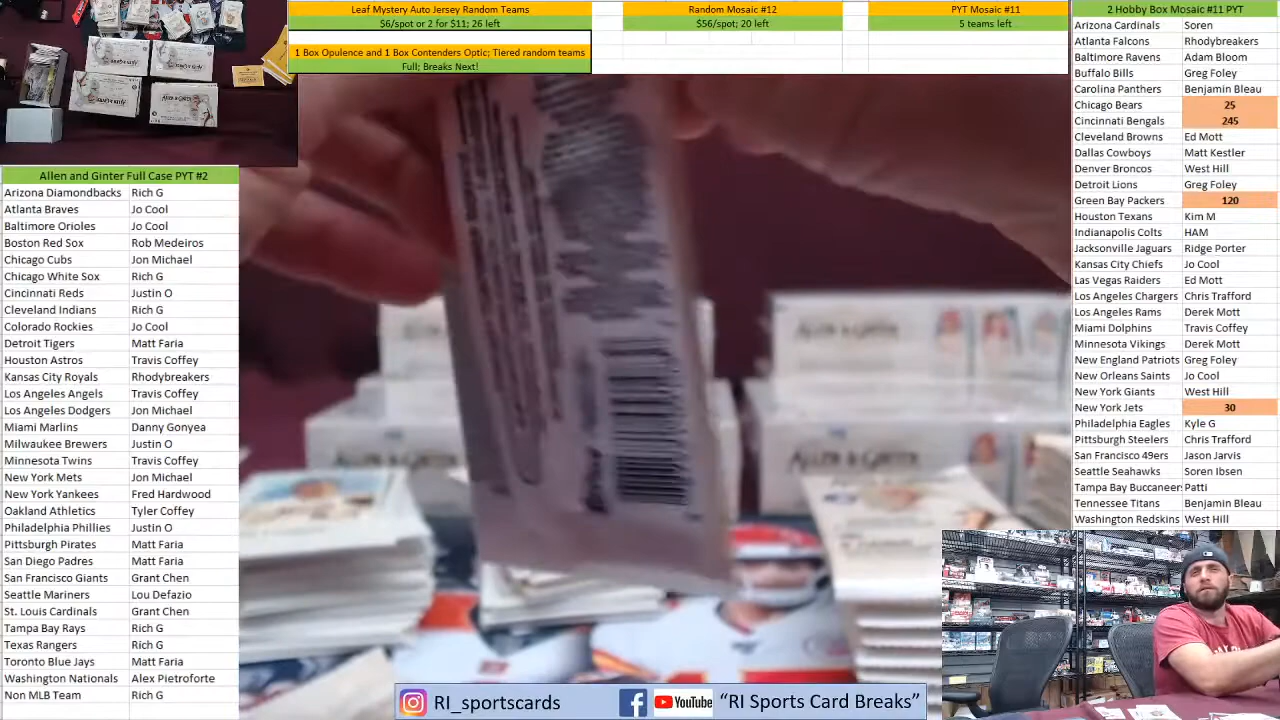 Leaf Mystery Auto Jersey Random Teams
$6/spot or 2 for $11; 26 left
1 Box Opulence and 1 Box Contenders Optic; Tiered random teams
Full; Breaks Next!
Random Mosaic #12
$56/spot; 20 left
PYT Mosaic #11
5 teams left
2 Hobby Box Mosaic #11 PYT
Arizona Cardinals Soren
Atlanta Falcons Rhodybreakers
Baltimore Ravens Adam Bloom
Buffalo Bills Greg Foley
Carolina Panthers Benjamin Bleau
Chicago Bears 25
Cincinnati Bengals 245
Cleveland Browns Ed Mott
Dallas Cowboys Matt Kestler
Denver Broncos West Hill
Detroit Lions Greg Foley
Green Bay Packers 120
Houston Texans Kim M
Indianapolis Colts HAM
Jacksonville Jaguars Ridge Porter
Kansas City Chiefs Jo Cool
Las Vegas Raiders Ed Mott
Los Angeles Chargers Chris Trafford
Los Angeles Rams Derek Mott
Miami Dolphins Travis Coffey
Minnesota Vikings Derek Mott
New England Patriots Greg Foley
New Orleans Saints Jo Cool
New York Giants West Hill
New York Jets 30
Philadelphia Eagles Kyle G
Pittsburgh Steelers Chris Trafford
San Francisco 49ers Jason Jarvis
Seattle Seahawks Soren Ibsen
Tampa Bay Buccaneer Patti
Tennessee Titans Benjamin Bleau
Washington Redskins West Hill
Allen and Ginter Full Case PYT #2
Arizona Diamondbacks Rich G
Atlanta Braves Jo Cool
Baltimore Orioles Jo Cool
Boston Red Sox Rob Medeiros
Chicago Cubs Jon Michael
Chicago White Sox Rich G
Cincinnati Reds Justin O
Cleveland Indians Rich G
Colorado Rockies Jo Cool
Detroit Tigers Matt Faria
Houston Astros Travis Coffey
Kansas City Royals Rhodybreakers
Los Angeles Angels Travis Coffey
Los Angeles Dodgers Jon Michael
Miami Marlins Danny Gonyea
Milwaukee Brewers Justin O
Minnesota Twins Travis Coffey
New York Mets Jon Michael
New York Yankees Fred Hardwood
Oakland Athletics Tyler Coffey
Philadelphia Phillies Justin O
Pittsburgh Pirates Matt Faria
San Diego Padres Matt Faria
San Francisco Giants Grant Chen
Seattle Mariners Lou Defazio
St. Louis Cardinals Grant Chen
Tampa Bay Rays Rich G
Texas Rangers Rich G
Toronto Blue Jays Matt Faria
Washington Nationals Alex Pietroforte
Non MLB Team Rich G
ALLEN & GINTER
ALLEN & GINTER
RI_sportscards
YouTube
"RI Sports Card Breaks"